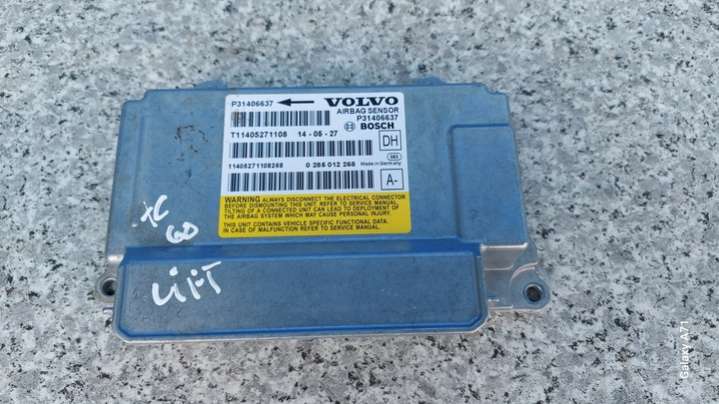 P31406637 VOLVO
AIRBAG SENSOR
P31406637
T11405271108 14-05-27 BOSCH
DH
11405271108268 0 285 012 268 Made in Germany
A-
WARNING ALWAYS DISCONNECT THE ELECTRICAL CONNECTOR
BEFORE DISMOUNTING THIS UNIT REFER TO SERVICE MANUAL.
TILTING OF A CONNECTED UNIT CAN LEAD TO DEPLOYMENT OF
THE AIRBAG SYSTEM WHICH MAY CAUSE PERSONAL INJURY.
THIS UNIT CONTAINS VEHICLE SPECIFIC FUNCTIONAL DATA.
IN CASE OF MALFUNCTION REFER TO SERVICE MANUAL.
XC
60
Galaxy A71